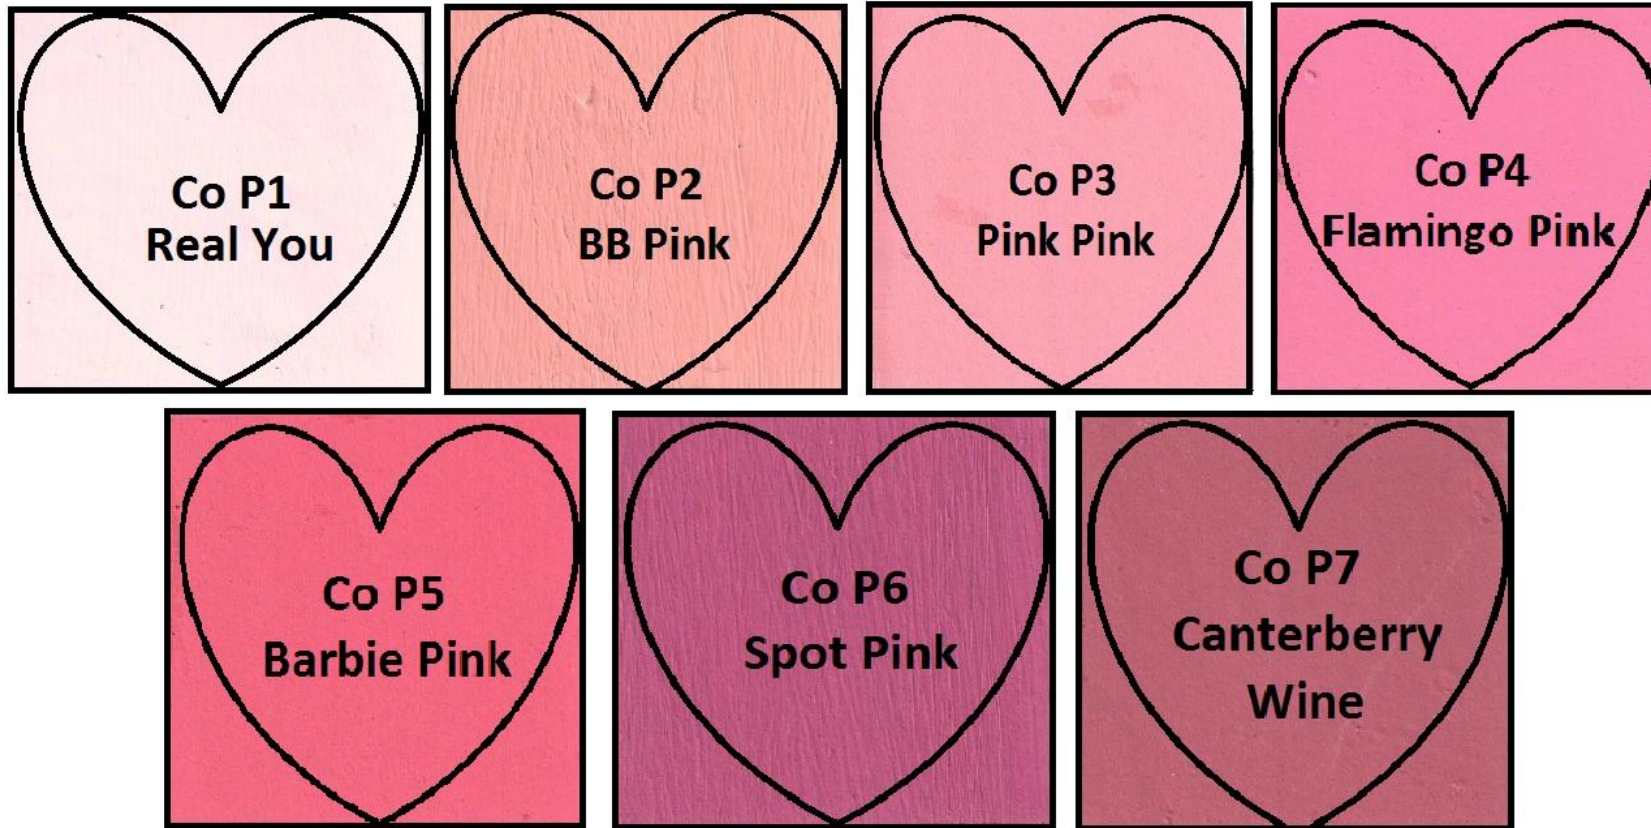 Co P1
Real You
Co P2
BB Pink
Co P3
Pink Pink
Co P4
Flamingo Pink
Co P5
Barbie Pink
Co P6
Spot Pink
Co P7
Canterberry
Wine